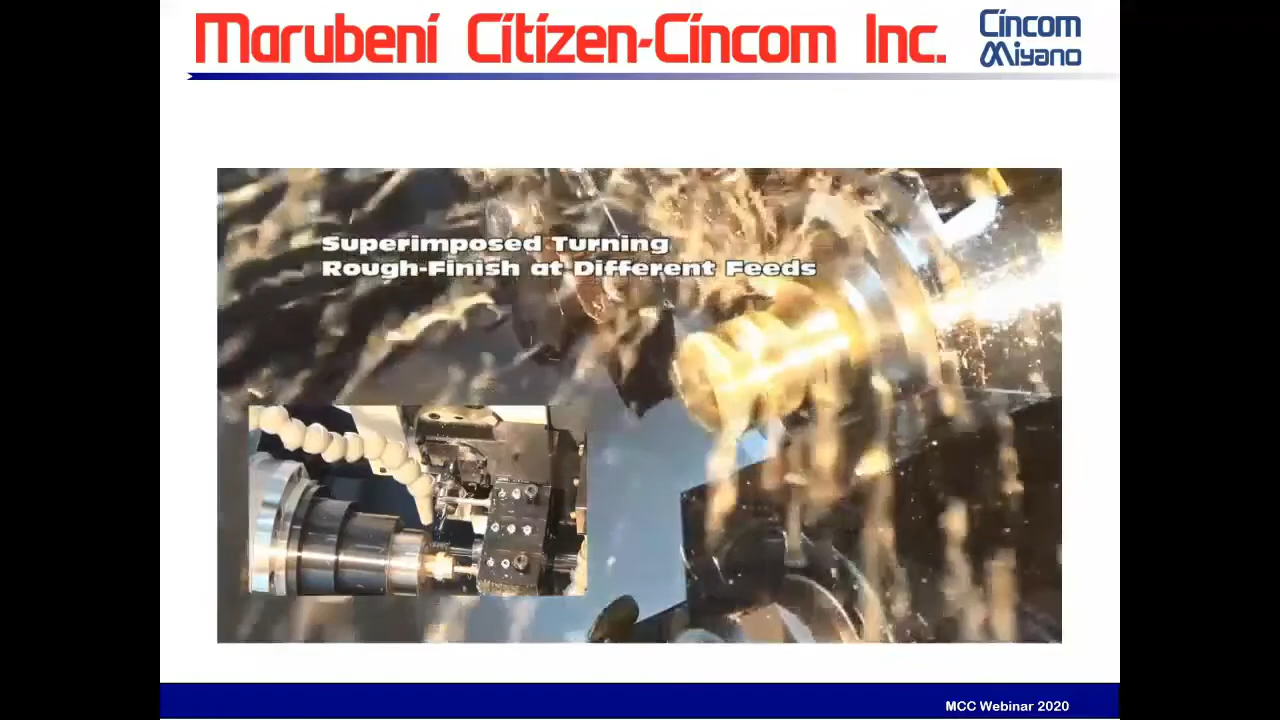 Marubeni Citizen-Cincom Inc.
Cincom
Miyano
Superimposed Turning
Rough-Finish at Different Feeds
MCC Webinar 2020